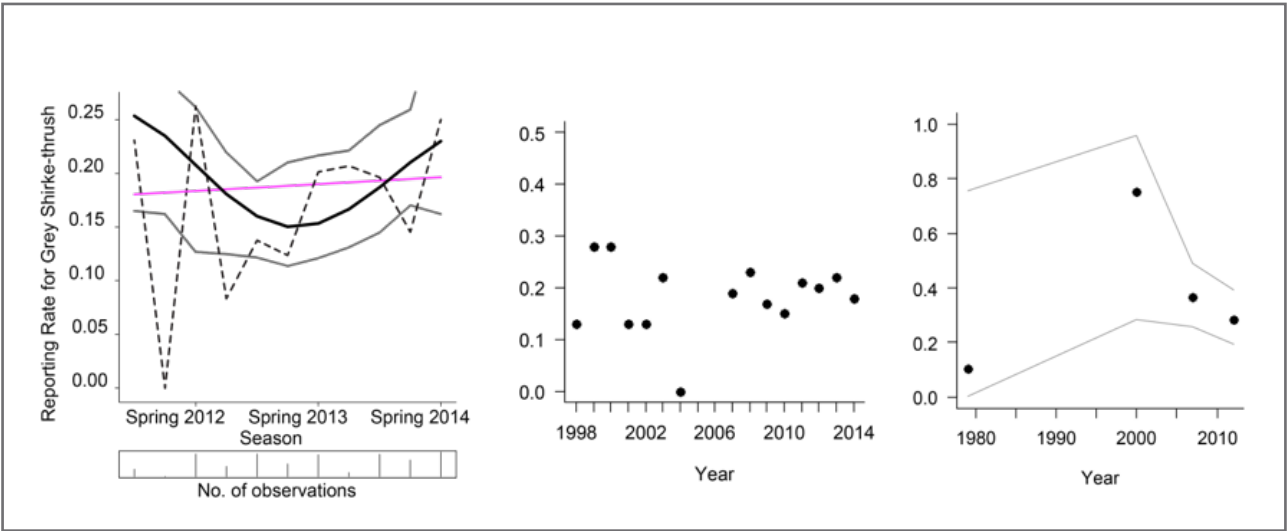 Reporting Rate for Grey Shirke-thrush
0.25
0.20
0.15
0.10
0.05
0.00
Spring 2012 Spring 2013 Spring 2014
Season
No. of observations
0.5
0.4
0.3
0.2
0.1
0.0
1998 2002 2006 2010 2014
Year
1.0
0.8
0.6
0.4
0.2
0.0
1980 1990 2000 2010
Year